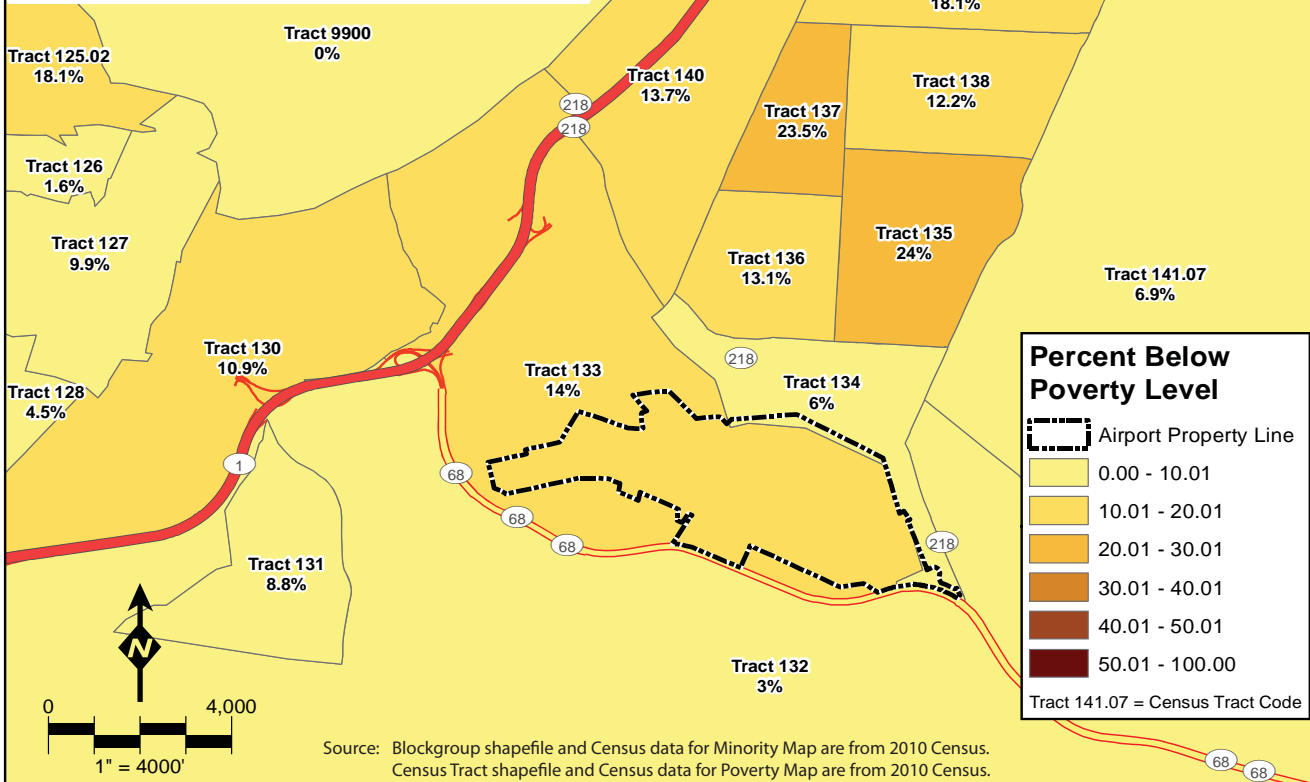 18.1%
Tract 9900
0%
Tract 125.02
18.1%
Tract 140
13.7%
Tract 138
12.2%
218
218
Tract 137
23.5%
Tract 126
1.6%
Tract 127
9.9%
Tract 135
24%
Tract 136
13.1%
Tract 141.07
6.9%
Tract 130
10.9%
218
Tract 133
14%
Tract 134
6%
Tract 128
4.5%
1
68
68
68
218
Tract 131
8.8%
Tract 132
3%
Percent Below
Poverty Level
Airport Property Line
0.00 - 10.01
10.01 - 20.01
20.01 - 30.01
30.01 - 40.01
40.01 - 50.01
50.01 - 100.00
Tract 141.07 = Census Tract Code
N
0 4,000
1" = 4000'
Source: Blockgroup shapefile and Census data for Minority Map are from 2010 Census.
Census Tract shapefile and Census data for Poverty Map are from 2010 Census.
68
68